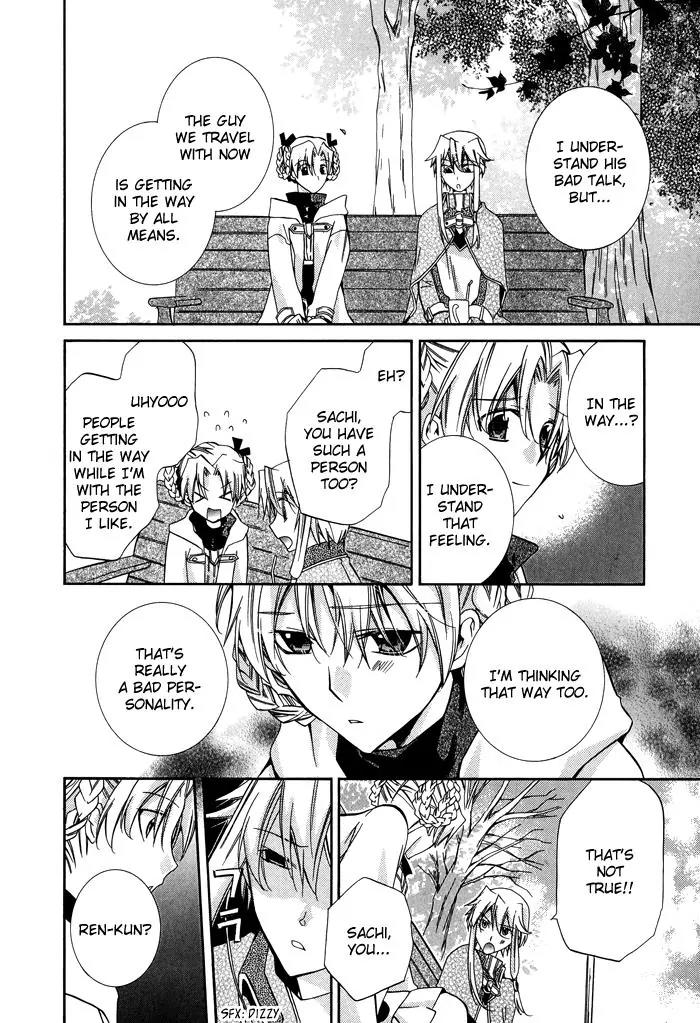 I UNDER-
STAND HIS
BAD TALK,
BUT...
THE GUY
WE TRAVEL
WITH NOW
IS GETTING
IN THE WAY
BY ALL
MEANS.
IN THE
WAY...?
I UNDER-
STAND
THAT
FEELING.
EH?
SACHI,
YOU HAVE
SUCH A
PERSON
TOO?
UHYOOO
PEOPLE
GETTING
IN THE WAY
WHILE I'M
WITH THE
PERSON
I LIKE.
I'M THINKING
THAT WAY TOO.
THAT'S
REALLY
A BAD PER-
SONALITY.
THAT'S
NOT
TRUE!!
SACHI,
YOU...
クラ
SFX: DIZZY
REN-KUN?